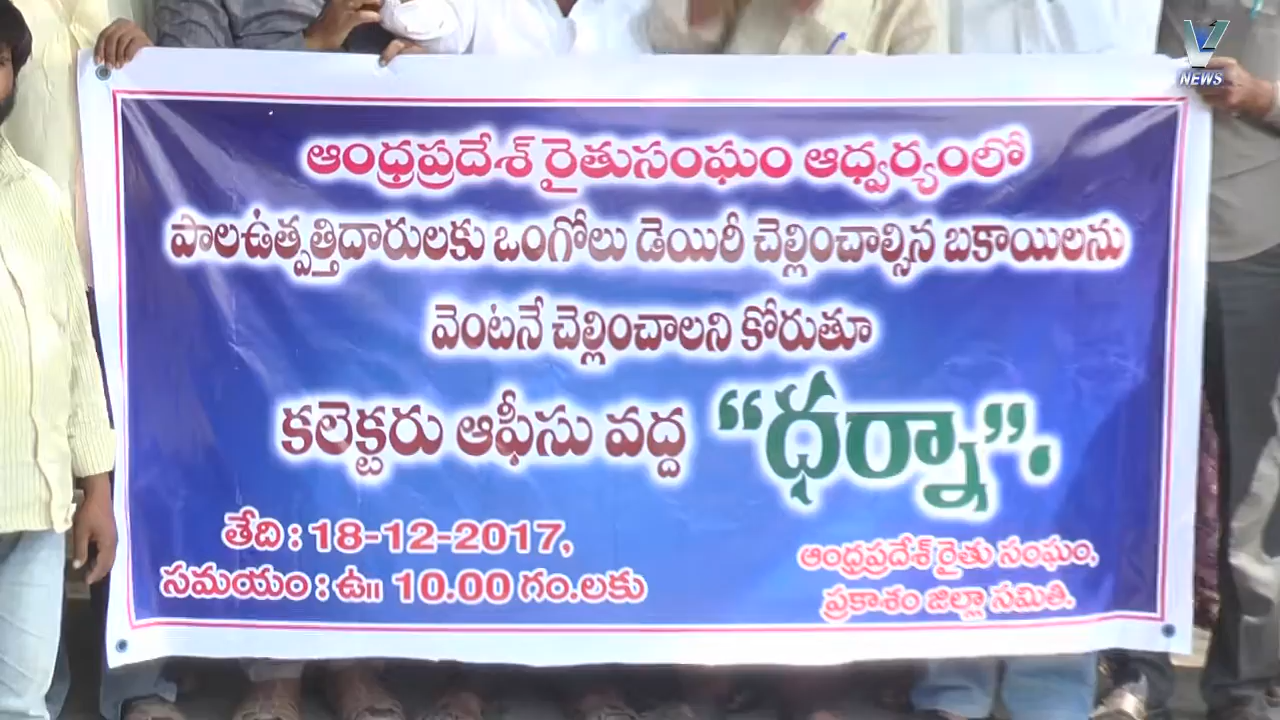 V
NEWS
ఆంధ్రప్రదేశ్ రైతుసంఘం ఆధ్వర్యంలో
పాలఉత్పత్తిదారులకు ఒంగోలు డెయిరీ చెల్లించాల్సిన బకాయిలను
వెంటనే చెల్లించాలని కోరుతూ
కలెక్టరు ఆఫీసు వద్ద “ధర్నా”.
తేది : 18-12-2017,
సమయం : ఉ॥ 10.00 గం.లకు
ఆంధ్రప్రదేశ్ రైతు సంఘం,
ప్రకాశం జిల్లా సమితి.